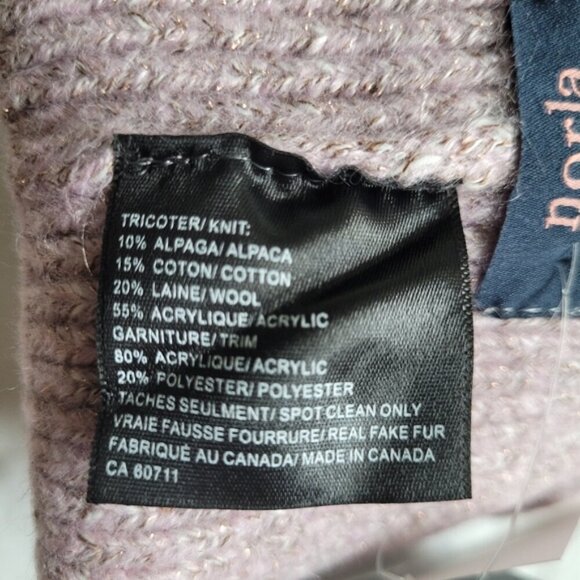 TRICOTER/ KNIT:
10% ALPAGA/ ALPACA
15% COTON/ COTTON
20% LAINE/ WOOL
55% ACRYLIQUE/ ACRYLIC
GARNITURE/ TRIM
80% ACRYLIQUE/ ACRYLIC
20% POLYESTER/ POLYESTER
TACHES SEULMENT/ SPOT CLEAN ONLY
VRAIE FAUSSE FOURRURE/ REAL FAKE FUR
FABRIQUÉ AU CANADA/ MADE IN CANADA
CA 60711
norla